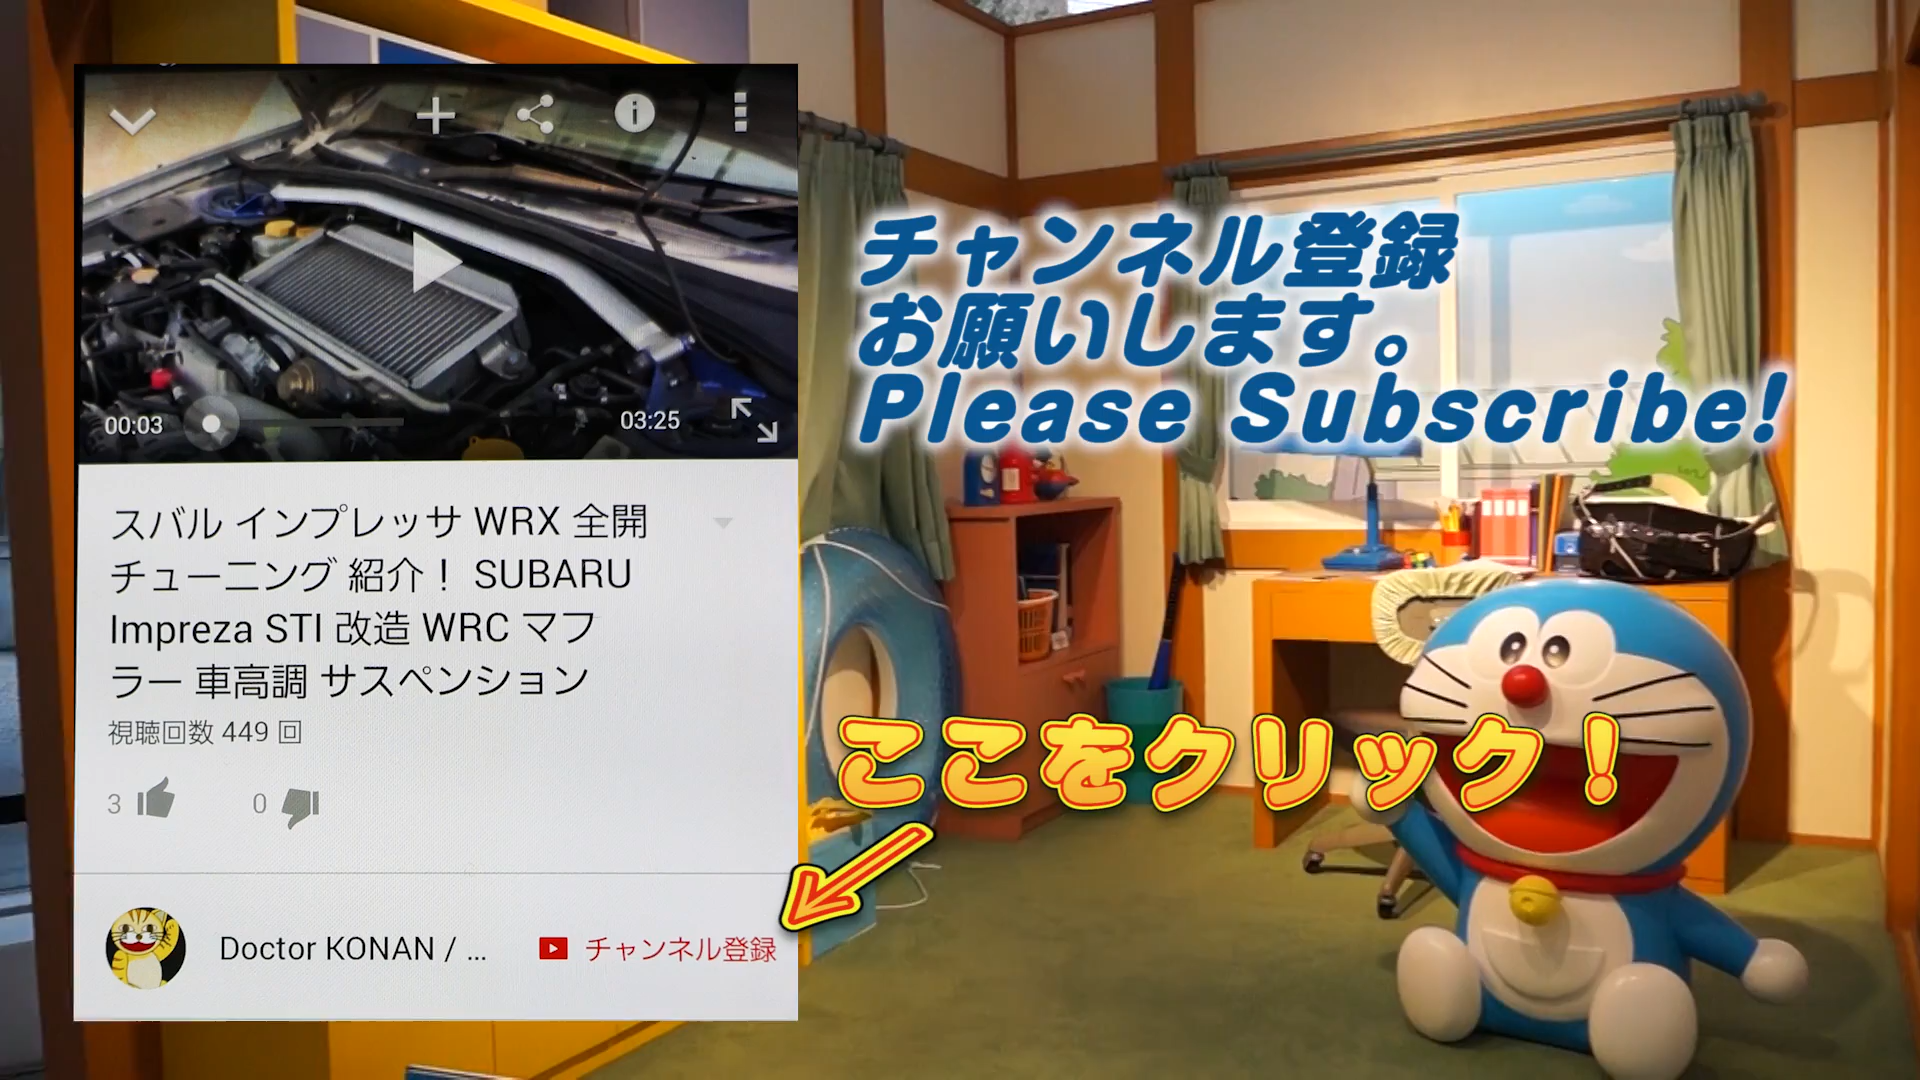 00:03
03:25
スバル インプレッサ WRX 全開
チューニング 紹介！ SUBARU
Impreza STI 改造 WRC マフ
ラー 車高調 サスペンション
視聴回数 449 回
3
0
Doctor KONAN / ...
チャンネル登録
チャンネル登録
お願いします。
Please Subscribe!
ここをクリック！